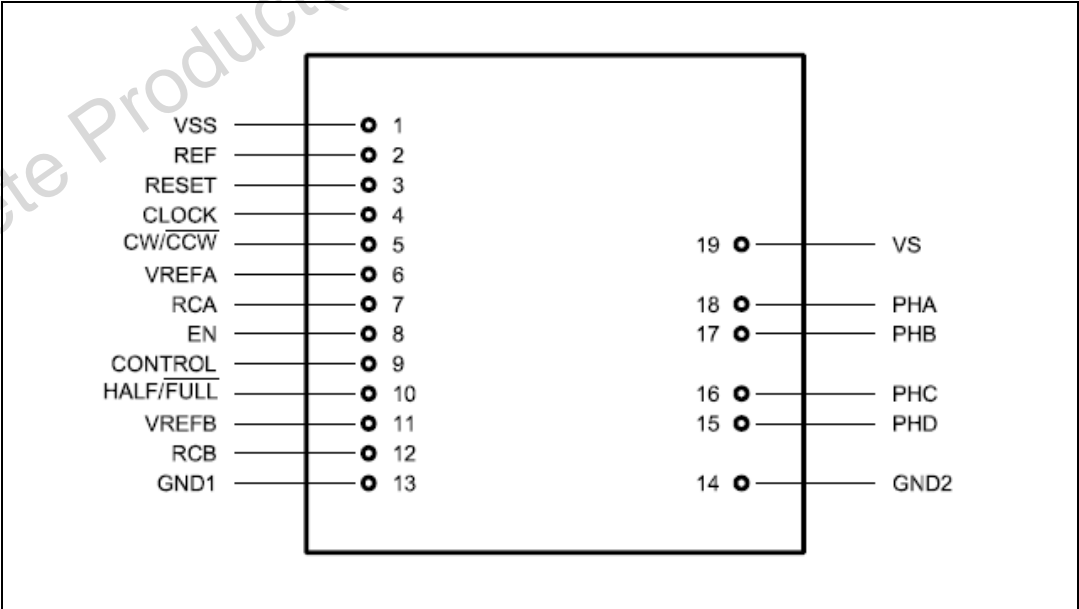 ete Product(
VSS 1
REF 2
RESET 3
CLOCK 4
CW/C̅C̅W̅ 5
VREFA 6
RCA 7
EN 8
CONTROL 9
HALF/F̅U̅L̅L̅ 10
VREFB 11
RCB 12
GND1 13
19 VS
18 PHA
17 PHB
16 PHC
15 PHD
14 GND2